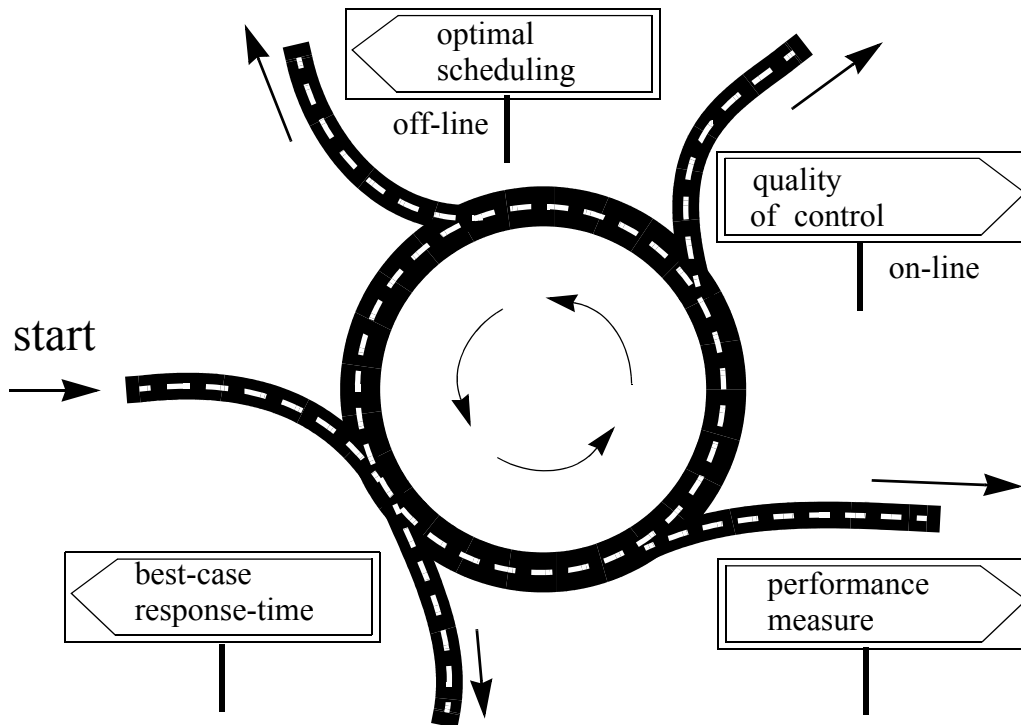 optimal
scheduling
off-line
quality
of control
on-line
start
best-case
response-time
performance
measure